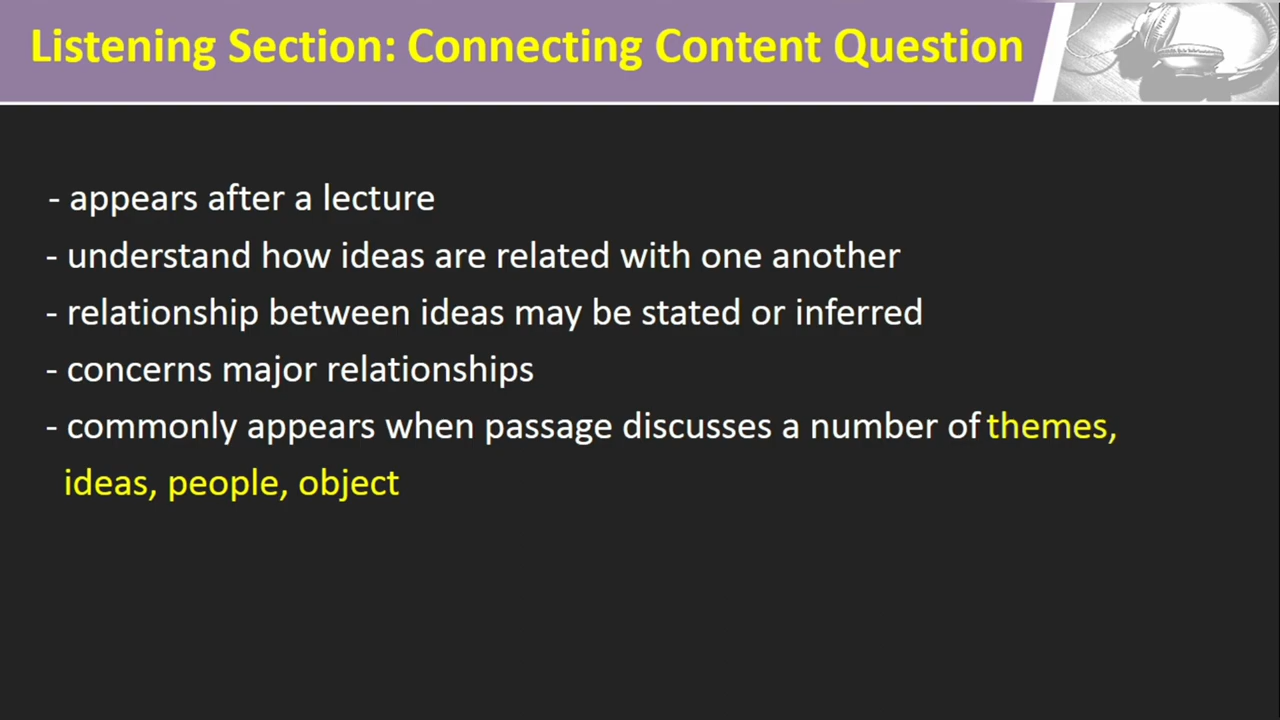 Listening Section: Connecting Content Question
- appears after a lecture
- understand how ideas are related with one another
- relationship between ideas may be stated or inferred
- concerns major relationships
- commonly appears when passage discusses a number of themes,
ideas, people, object